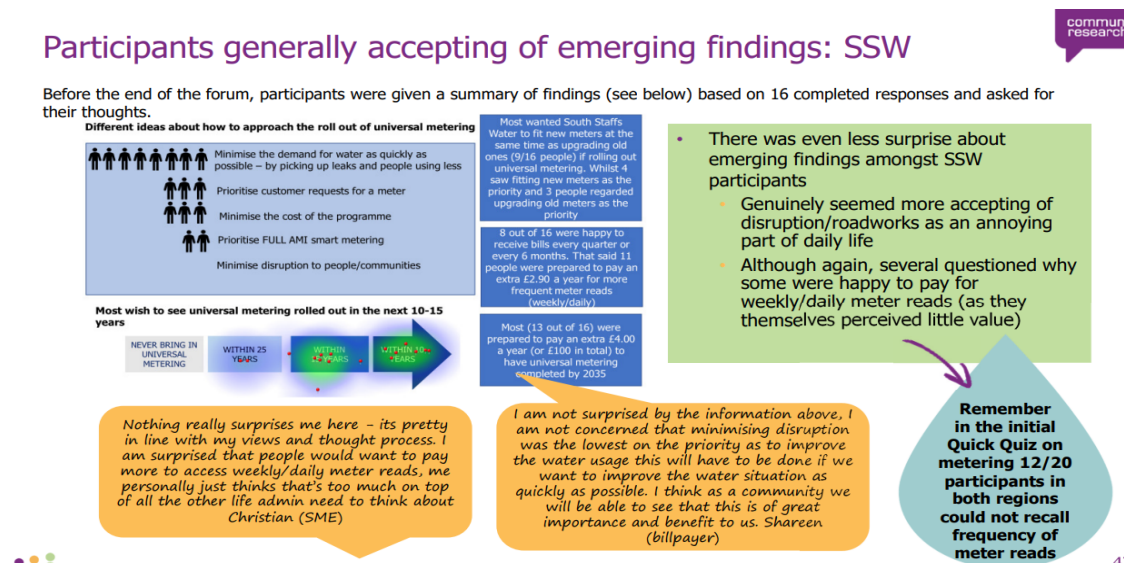 commun
research
Participants generally accepting of emerging findings: SSW
Before the end of the forum, participants were given a summary of findings (see below) based on 16 completed responses and asked for
their thoughts.
Different ideas about how to approach the roll out of universal metering
Minimise the demand for water as quickly as
possible – by picking up leaks and people using less
Prioritise customer requests for a meter
Minimise the cost of the programme
Prioritise FULL AMI smart metering
Minimise disruption to people/communities
Most wish to see universal metering rolled out in the next 10-15
years
NEVER BRING IN
UNIVERSAL
METERING
WITHIN 25
YEARS
WITHIN
YEARS
WITHIN 10
YEARS
Most wanted South Staffs
Water to fit new meters at the
same time as upgrading old
ones (9/16 people) if rolling out
universal metering. Whilst 4
saw fitting new meters as the
priority and 3 people regarded
upgrading old meters as the
priority
8 out of 16 were happy to
receive bills every quarter or
every 6 months. That said 11
people were prepared to pay an
extra £2.90 a year for more
frequent meter reads
(weekly/daily)
Most (13 out of 16) were
prepared to pay an extra £4.00
a year (or £100 in total) to
have universal metering
completed by 2035
• There was even less surprise about
emerging findings amongst SSW
participants
• Genuinely seemed more accepting of
disruption/roadworks as an annoying
part of daily life
• Although again, several questioned why
some were happy to pay for
weekly/daily meter reads (as they
themselves perceived little value)
Nothing really surprises me here – its pretty
in line with my views and thought process. I
am surprised that people would want to pay
more to access weekly/daily meter reads, me
personally just thinks that's too much on top
of all the other life admin need to think about
Christian (SME)
I am not surprised by the information above, I
am not concerned that minimising disruption
was the lowest on the priority as to improve
the water usage this will have to be done if we
want to improve the water situation as
quickly as possible. I think as a community we
will be able to see that this is of great
importance and benefit to us. Shareen
(billpayer)
Remember
in the initial
Quick Quiz on
metering 12/20
participants in
both regions
could not recall
frequency of
meter reads